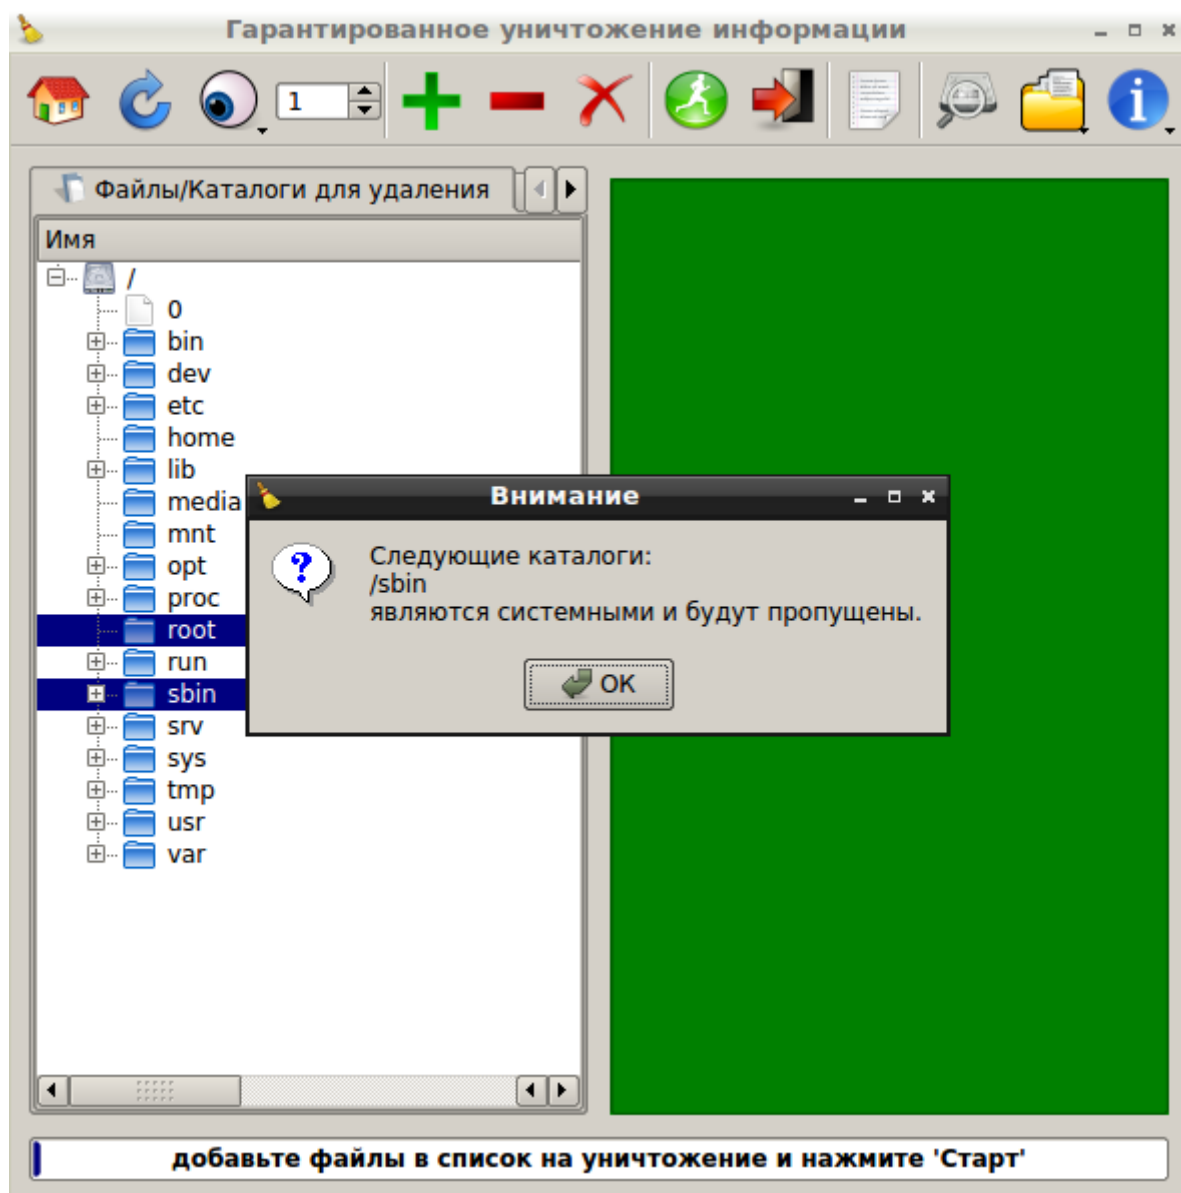 Гарантированное уничтожение информации
1
Файлы/Каталоги для удаления
Имя
/
0
bin
dev
etc
home
lib
media
mnt
opt
proc
root
run
sbin
srv
sys
tmp
usr
var
Внимание
Следующие каталоги:
/sbin
являются системными и будут пропущены.
OK
добавьте файлы в список на уничтожение и нажмите 'Старт'